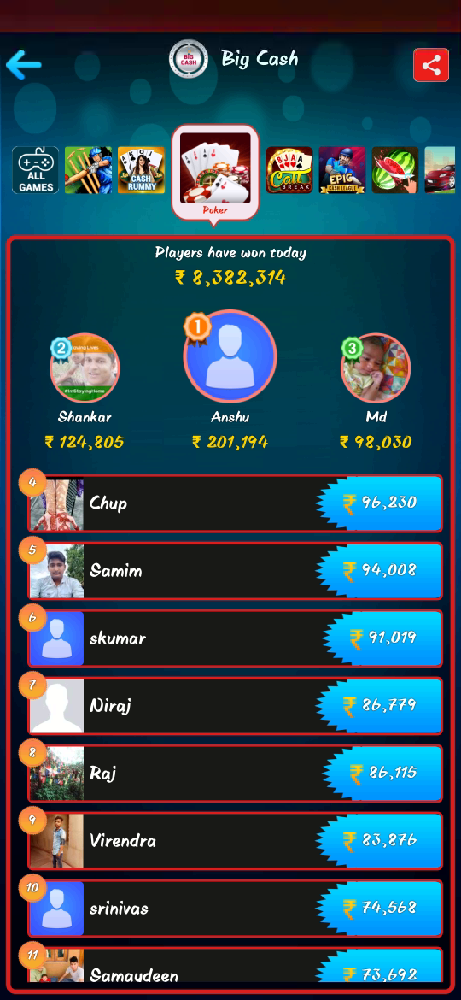 BIG
CASH
Big Cash
ALL
GAMES
CASH
RUMMY
Poker
Call
BREAK
EPIC
CASH LEAGUE
Players have won today
₹ 8,382,314
2
1
3
#ImStayingHome
Shankar
Anshu
Md
₹ 124,805
₹ 201,194
₹ 98,030
4
Chup
₹ 96,230
5
Samim
₹ 94,008
6
skumar
₹ 91,019
7
Niraj
₹ 86,779
8
Raj
₹ 86,115
9
Virendra
₹ 83,876
10
srinivas
₹ 74,568
11
Samaudeen
₹ 73,692